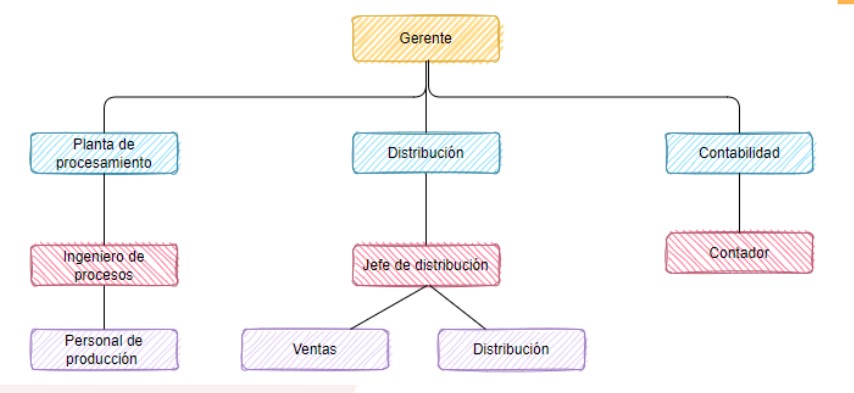 Gerente
Planta de
procesamiento
Distribución
Contabilidad
Ingeniero de
procesos
Jefe de distribución
Contador
Personal de
producción
Ventas
Distribución